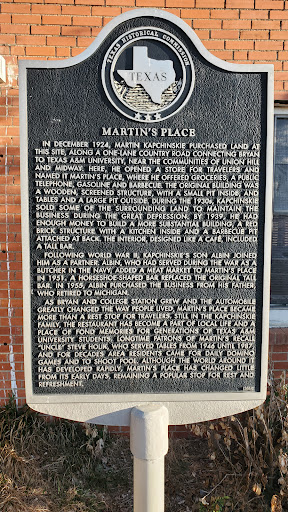 TEXAS HISTORICAL COMMISSION
TEXAS
MARTIN'S PLACE
IN DECEMBER 1924, MARTIN KAPCHINSKIE PURCHASED LAND AT
THIS SITE, ALONG A ONE-LANE COUNTRY ROAD CONNECTING BRYAN
TO TEXAS A&M UNIVERSITY, NEAR THE COMMUNITIES OF UNION HILL
AND MIDWAY. HERE, HE OPENED A STORE FOR TRAVELERS AND
NAMED IT MARTIN'S PLACE, WHERE HE OFFERED GROCERIES, A PUBLIC
TELEPHONE, GASOLINE AND BARBECUE. THE ORIGINAL BUILDING WAS
A WOODEN, SCREENED STRUCTURE, WITH A SMALL PIT INSIDE, AND
TABLES AND A LARGE PIT OUTSIDE. DURING THE 1930s, KAPCHINSKIE
SOLD SOME OF THE SURROUNDING LAND TO MAINTAIN THE
BUSINESS DURING THE GREAT DEPRESSION. BY 1939, HE HAD
ENOUGH MONEY TO BUILD A MORE SUBSTANTIAL BUILDING, A RED
BRICK STRUCTURE WITH A KITCHEN INSIDE AND A BARBECUE PIT
ATTACHED AT BACK. THE INTERIOR, DESIGNED LIKE A CAFÉ, INCLUDED
A TALL BAR.
FOLLOWING WORLD WAR II, KAPCHINSKIE'S SON ALBIN JOINED
HIM AS A PARTNER. ALBIN, WHO HAD SERVED DURING THE WAR AS A
BUTCHER IN THE NAVY, ADDED A MEAT MARKET TO MARTIN'S PLACE
IN 1951. A HORSESHOE-SHAPED BAR REPLACED THE ORIGINAL TALL
BAR. IN 1955, ALBIN PURCHASED THE BUSINESS FROM HIS FATHER,
WHO RETIRED TO MICHIGAN.
AS BRYAN AND COLLEGE STATION GREW AND THE AUTOMOBILE
GREATLY CHANGED THE WAY PEOPLE LIVED, MARTIN'S PLACE BECAME
MORE THAN A REST STOP FOR TRAVELERS. STILL IN THE KAPCHINSKIE
FAMILY, THE RESTAURANT HAS BECOME A PART OF LOCAL LIFE AND A
PLACE OF FOND MEMORIES FOR GENERATIONS OF TEXAS A&M
UNIVERSITY STUDENTS. LONGTIME PATRONS OF MARTIN'S RECALL
"UNCLE" STEVE HOLIK, WHO SERVED TABLES FROM 1946 UNTIL 1987,
AND FOR DECADES AREA RESIDENTS CAME FOR DAILY DOMINO
GAMES AND TO SHOOT POOL. ALTHOUGH THE WORLD AROUND IT
HAS DEVELOPED RAPIDLY, MARTIN'S PLACE HAS CHANGED LITTLE
FROM ITS EARLY DAYS, REMAINING A POPULAR STOP FOR REST AND
REFRESHMENT.